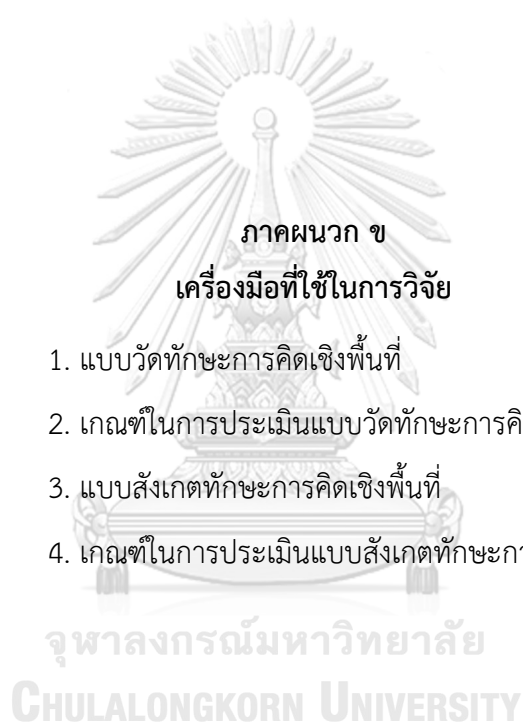 ภาคผนวก ข
เครื่องมือที่ใช้ในการวิจัย
1. แบบวัดทักษะการคิดเชิงพื้นที่
2. เกณฑ์ในการประเมินแบบวัดทักษะการคิ
3. แบบสังเกตทักษะการคิดเชิงพื้นที่
4. เกณฑ์ในการประเมินแบบสังเกตทักษะกา
จุฬาลงกรณ์มหาวิทยาลัย
CHULALONGKORN UNIVERSITY